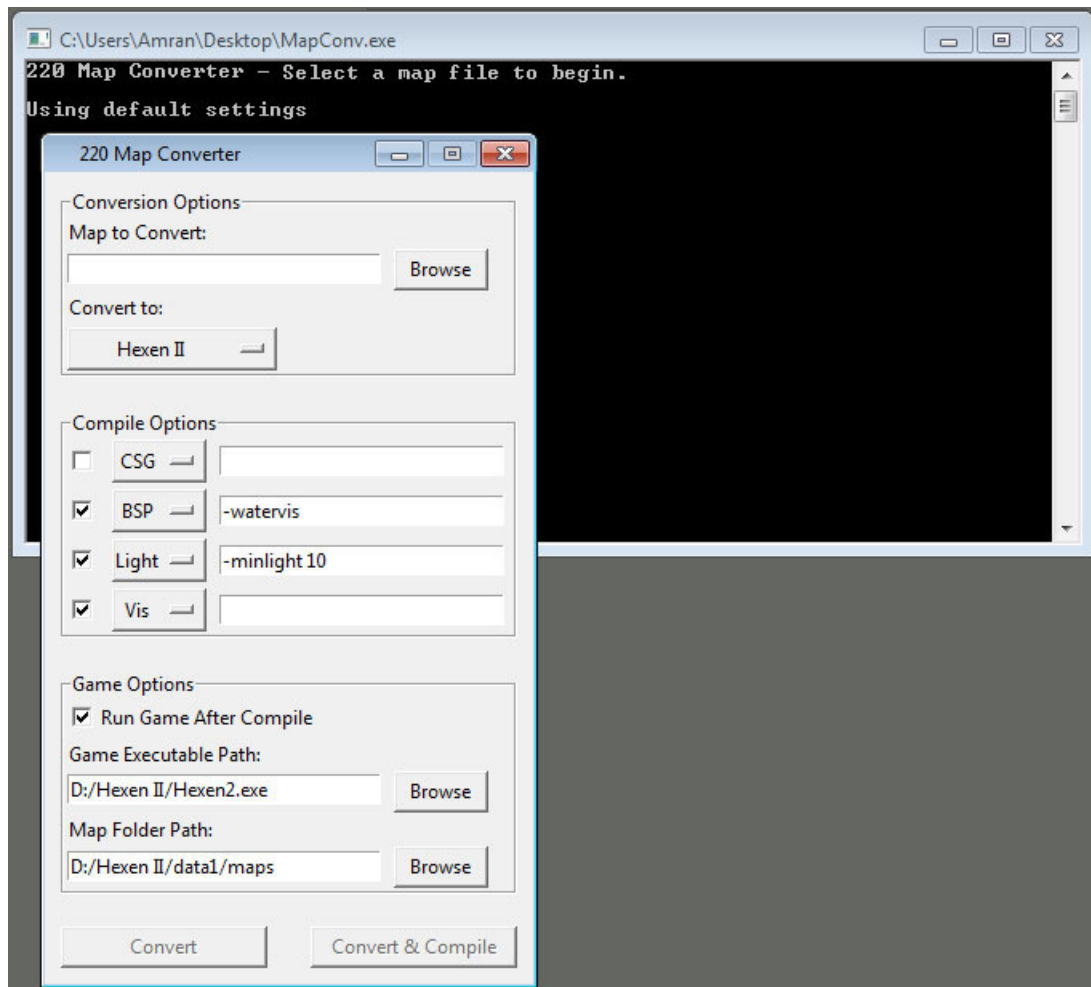 C:\Users\Amran\Desktop\MapConv.exe
220 Map Converter - Select a map file to begin.
Using default settings
220 Map Converter
Conversion Options
Map to Convert:
Browse
Convert to:
Hexen II
Compile Options
CSG
BSP -watervis
Light -minlight 10
Vis
Game Options
Run Game After Compile
Game Executable Path:
D:/Hexen II/Hexen2.exe Browse
Map Folder Path:
D:/Hexen II/data1/maps Browse
Convert Convert & Compile